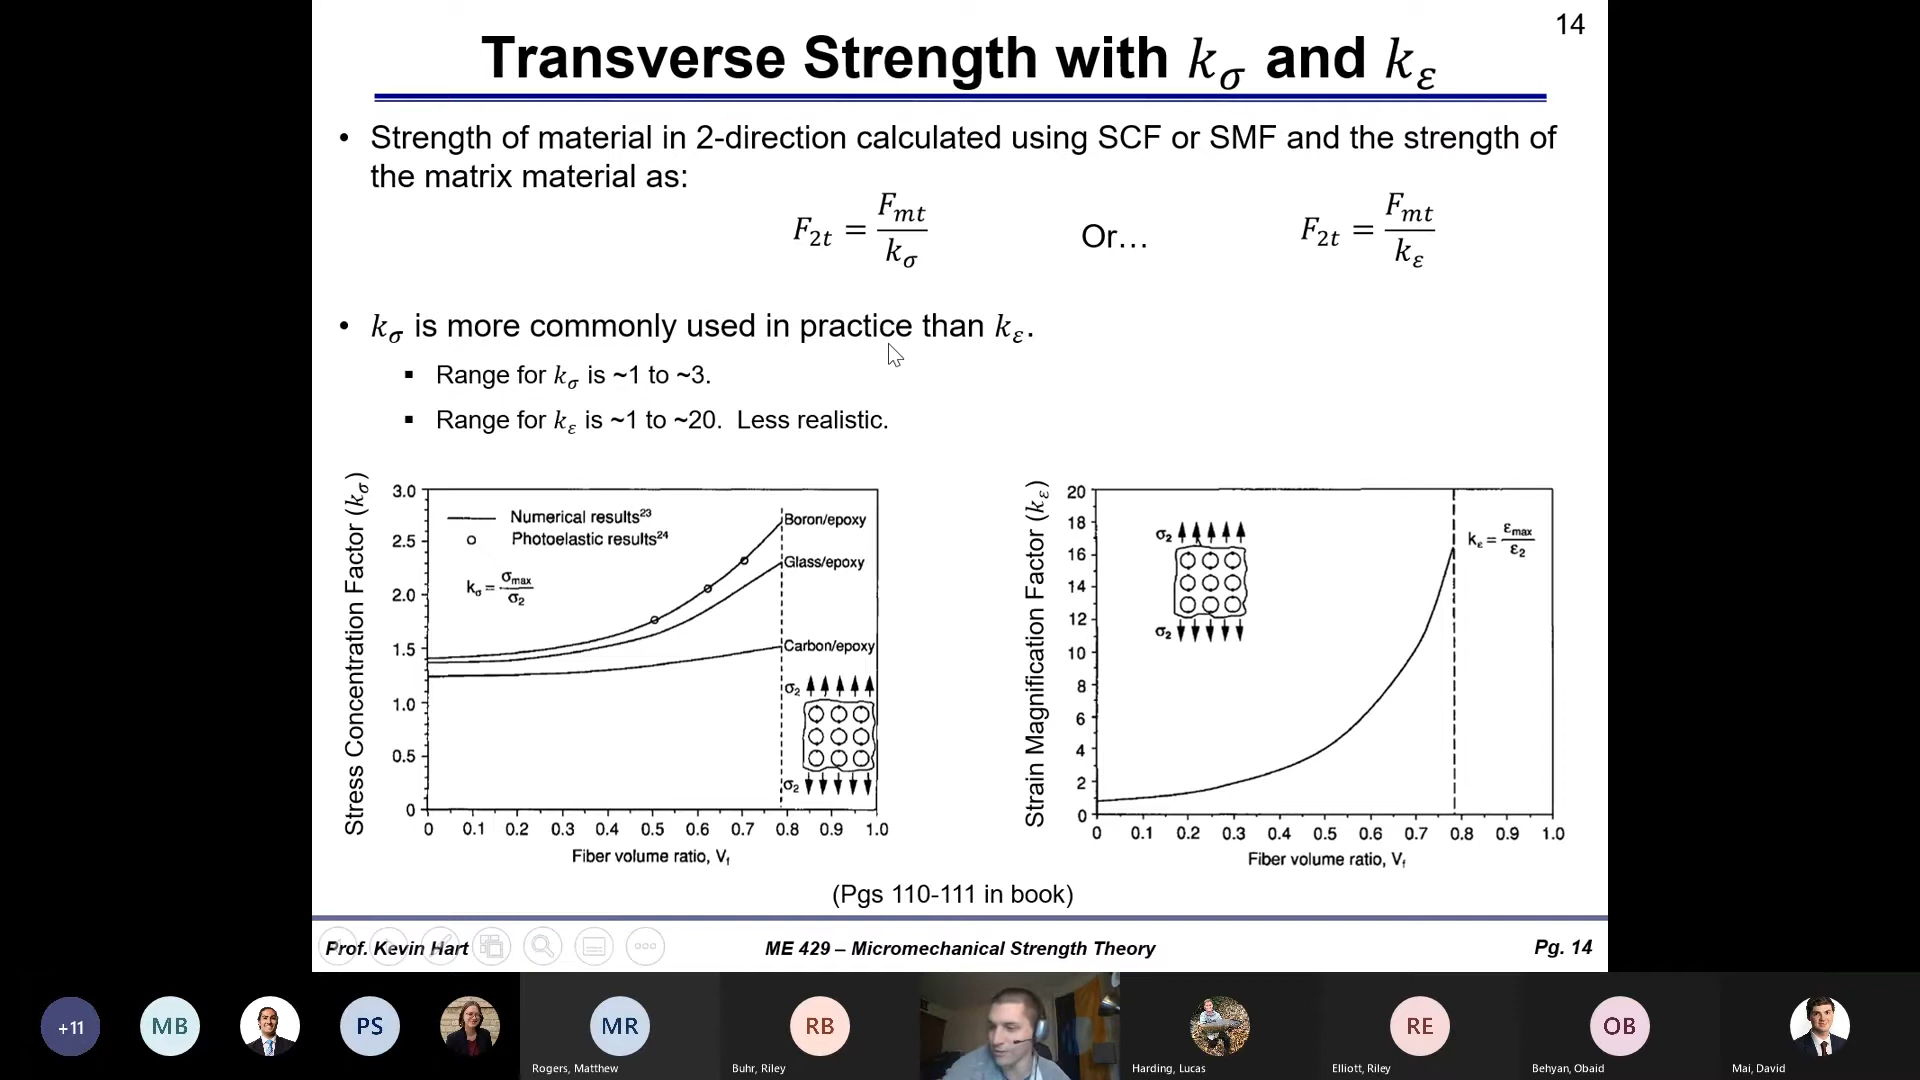 14
Transverse Strength with kσ and kε
• Strength of material in 2-direction calculated using SCF or SMF and the strength of
the matrix material as:
F2t = Fmt / kσ
Or…
F2t = Fmt / kε
• kσ is more commonly used in practice than kε.
▪ Range for kσ is ~1 to ~3.
▪ Range for kε is ~1 to ~20. Less realistic.
Stress Concentration Factor (kσ)
3.0
2.5
2.0
1.5
1.0
0.5
0
Numerical results23
Photoelastic results24
kσ = σmax / σ2
Boron/epoxy
Glass/epoxy
Carbon/epoxy
σ2
σ2
0 0.1 0.2 0.3 0.4 0.5 0.6 0.7 0.8 0.9 1.0
Fiber volume ratio, Vf
Strain Magnification Factor (kε)
20
18
16
14
12
10
8
6
4
2
0
σ2
σ2
kε = εmax / ε2
0 0.1 0.2 0.3 0.4 0.5 0.6 0.7 0.8 0.9 1.0
Fiber volume ratio, Vf
(Pgs 110-111 in book)
Prof. Kevin Hart
ME 429 – Micromechanical Strength Theory
Pg. 14
+11
MB
PS
MR
Rogers, Matthew
RB
Buhr, Riley
Harding, Lucas
RE
Elliott, Riley
OB
Behyan, Obaid
Mai, David